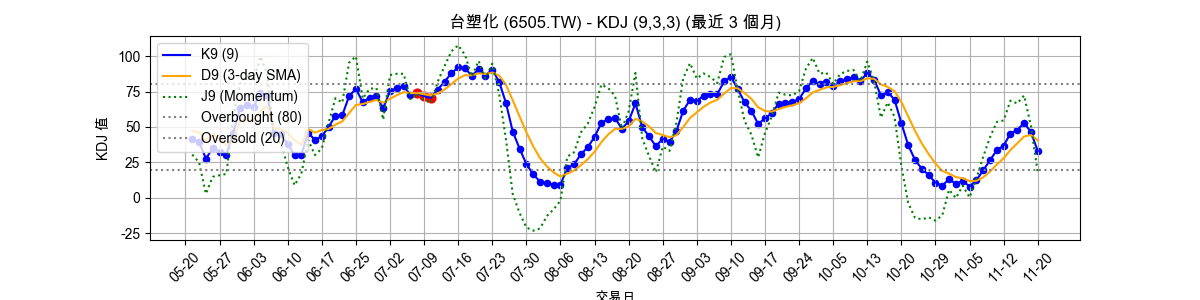 台塑化 (6505.TW) - KDJ (9,3,3) (最近 3 個月)
KDJ 值
100
75
50
25
0
-25
K9 (9)
D9 (3-day SMA)
J9 (Momentum)
Overbought (80)
Oversold (20)
05-20 05-27 06-03 06-10 06-17 06-25 07-02 07-09 07-16 07-23 07-30 08-06 08-13 08-20 08-27 09-03 09-10 09-17 09-24 10-05 10-13 10-20 10-29 11-05 11-12 11-20
交易日